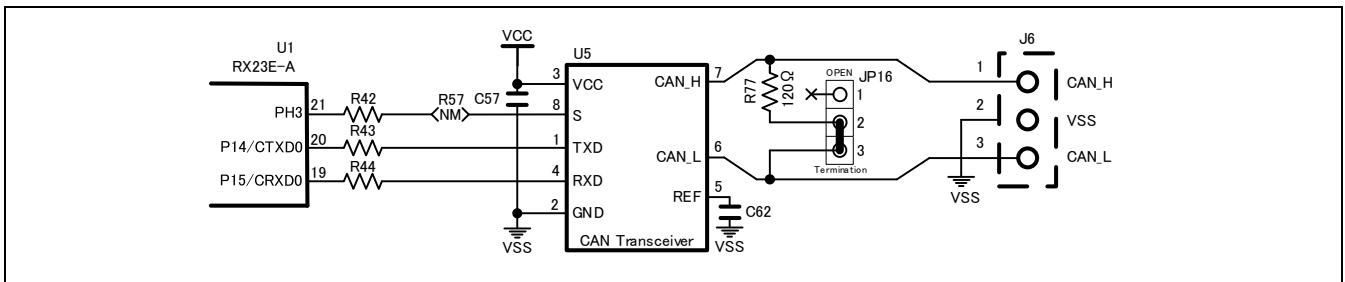 U1
RX23E-A
PH3
21
R42
R57
NM
P14/CTXD0
20
R43
P15/CRXD0
19
R44
VCC
C57
VSS
U5
3
VCC
8
S
1
TXD
4
RXD
2
GND
CAN_H
7
CAN_L
6
REF
5
CAN Transceiver
C62
VSS
R77
120Ω
OPEN
JP16
1
2
3
Termination
J6
1
CAN_H
2
VSS
3
CAN_L
VSS